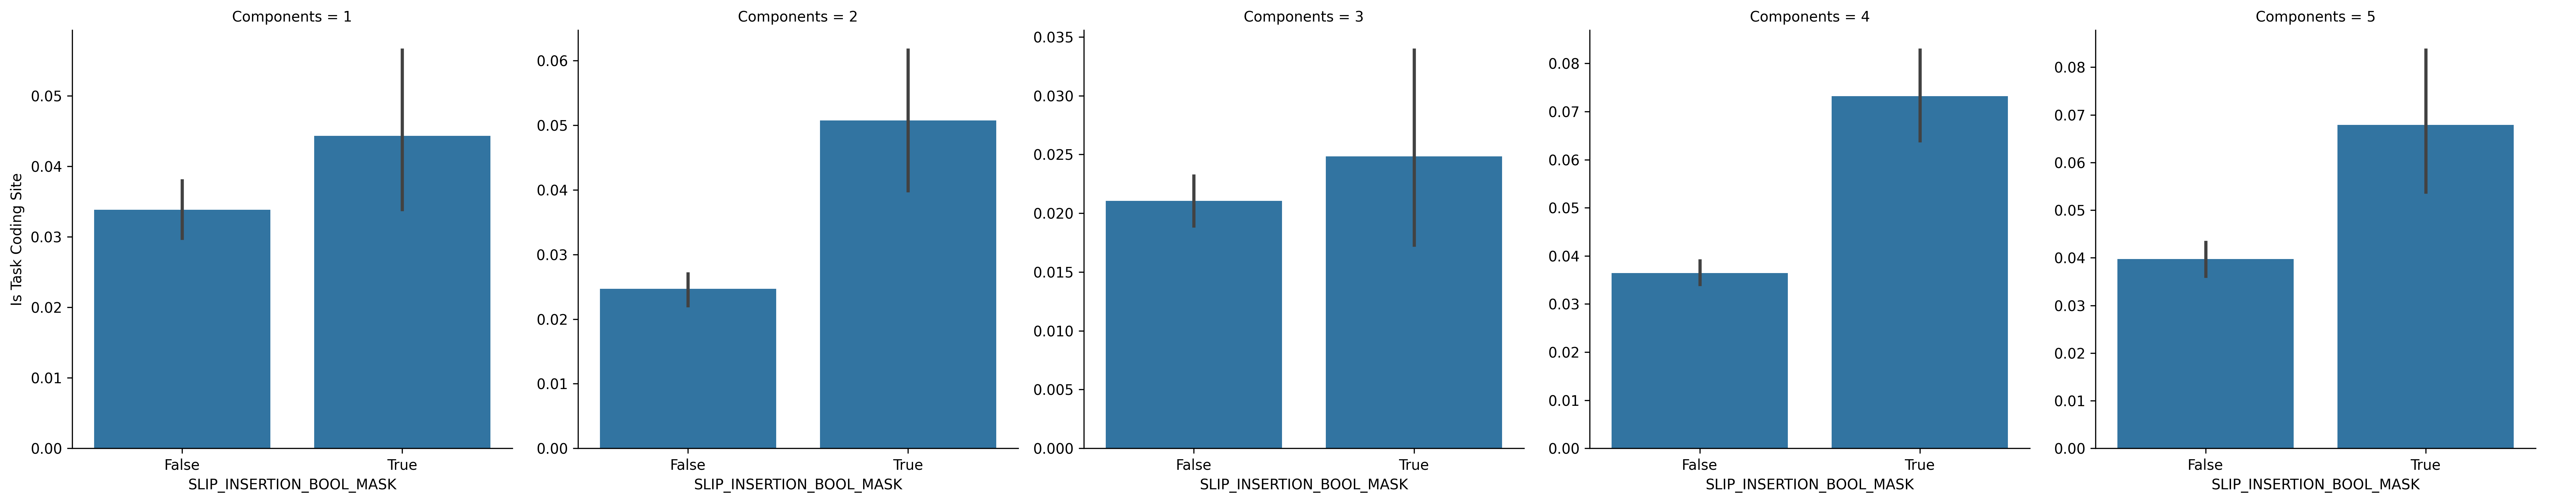 Components = 1
Is Task Coding Site
0.05
0.04
0.03
0.02
0.01
0.00
False True
SLIP_INSERTION_BOOL_MASK
Components = 2
0.06
0.05
0.04
0.03
0.02
0.01
0.00
False True
SLIP_INSERTION_BOOL_MASK
Components = 3
0.035
0.030
0.025
0.020
0.015
0.010
0.005
0.000
False True
SLIP_INSERTION_BOOL_MASK
Components = 4
0.08
0.07
0.06
0.05
0.04
0.03
0.02
0.01
0.00
False True
SLIP_INSERTION_BOOL_MASK
Components = 5
0.08
0.07
0.06
0.05
0.04
0.03
0.02
0.01
0.00
False True
SLIP_INSERTION_BOOL_MASK